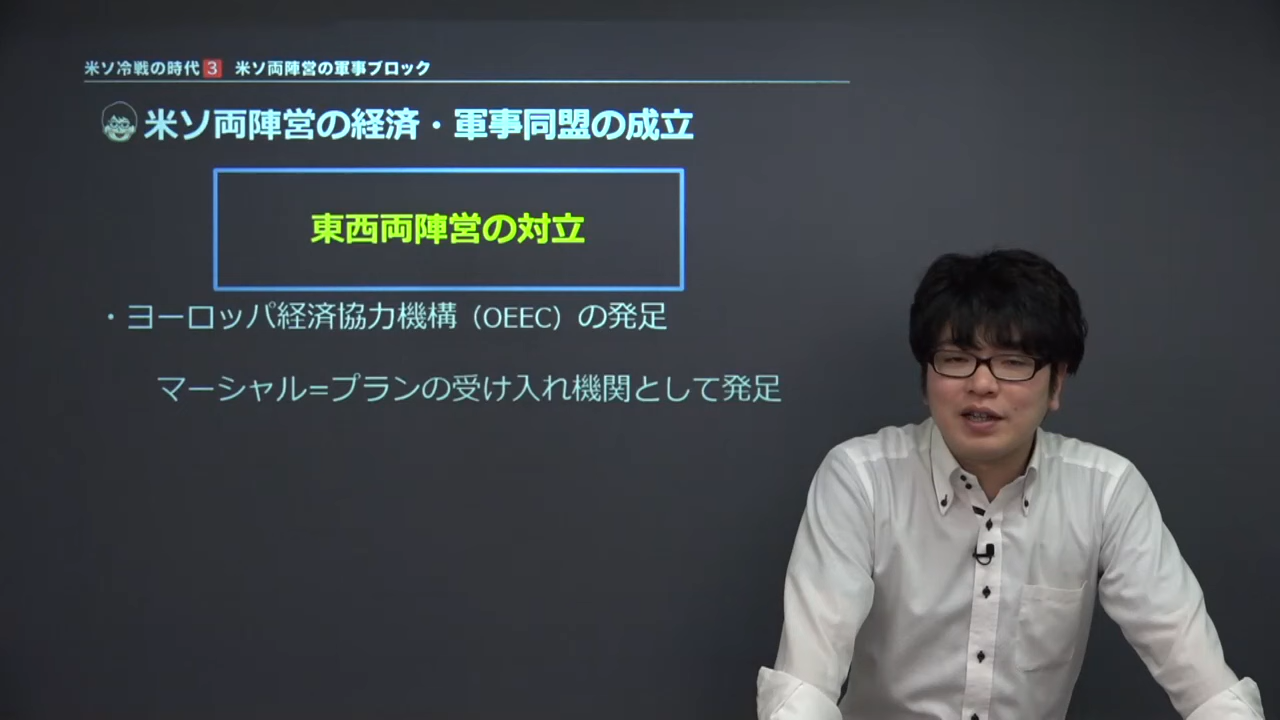 米ソ冷戦の時代3 米ソ両陣営の軍事ブロック
米ソ両陣営の経済・軍事同盟の成立
東西両陣営の対立
・ヨーロッパ経済協力機構（OEEC）の発足
マーシャル=プランの受け入れ機関として発足